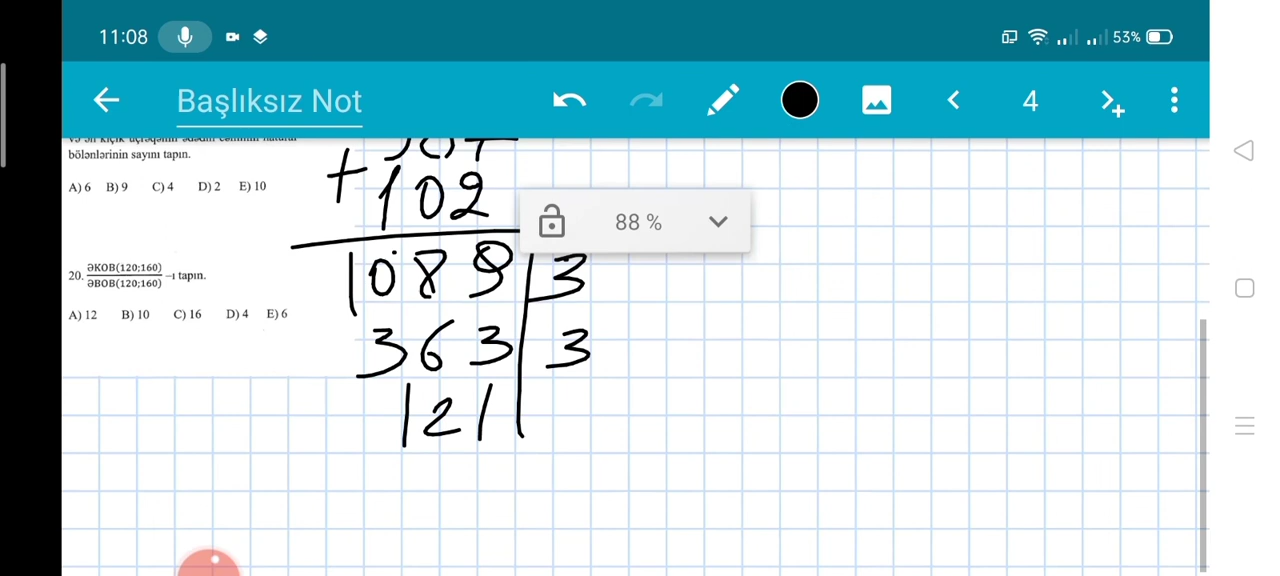 11:08
53%
Başlıksız Not
4
bölənlərinin sayını tapın.
A) 6 B) 9 C) 4 D) 2 E) 10
+ 102
88 %
1089 3
363 3
121
20. ƏKOB(120;160)
ƏBOB(120;160) –ı tapın.
A) 12 B) 10 C) 16 D) 4 E) 6